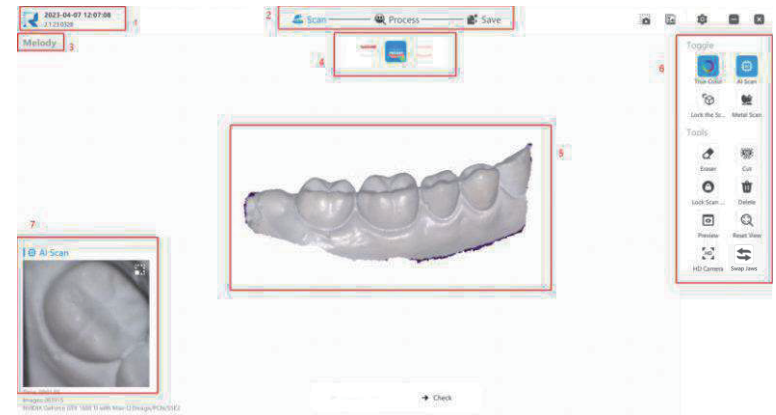 2023-04-07 12:07:08
2.1.23.0328
1
2
Scan
Process
Save
Melody
3
4
5
6
Toggle
True Color
AI Scan
Lock the Sc...
Metal Scan
Tools
Eraser
Cut
Lock Scan ...
Delete
Preview
Reset View
HD
HD Camera
Swap Jaws
7
AI Scan
Check